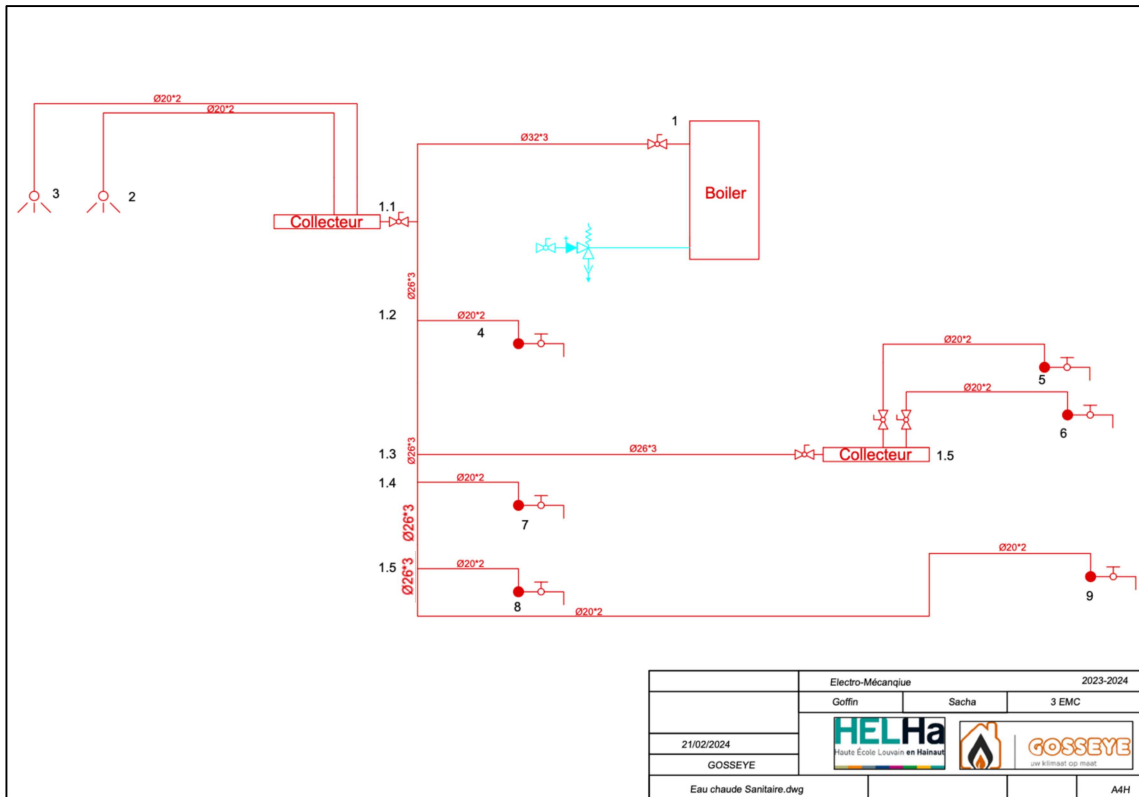 Ø20*2
Ø20*2
3
2
1
Ø32*3
Boiler
1.1
Collecteur
Ø26*3
1.2
Ø20*2
4
Ø20*2
5
Ø20*2
6
1.3
Ø26*3
Ø26*3
Collecteur
1.5
1.4
Ø20*2
7
Ø26*3
1.5
Ø26*3
Ø20*2
8
Ø20*2
9
Ø20*2
Electro-Mécanqiue 2023-2024
Goffin Sacha 3 EMC
HELHa
Haute École Louvain en Hainaut
GOSSEYE
uw klimaat op maat
21/02/2024
GOSSEYE
Eau chaude Sanitaire.dwg A4H